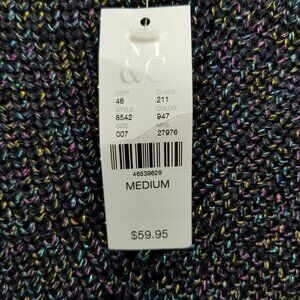 NY
&C
DEPT CLASS
46 211
STYLE COLOR
8542 947
SIZE MFG
007 27976
46539629
MEDIUM
$59.95